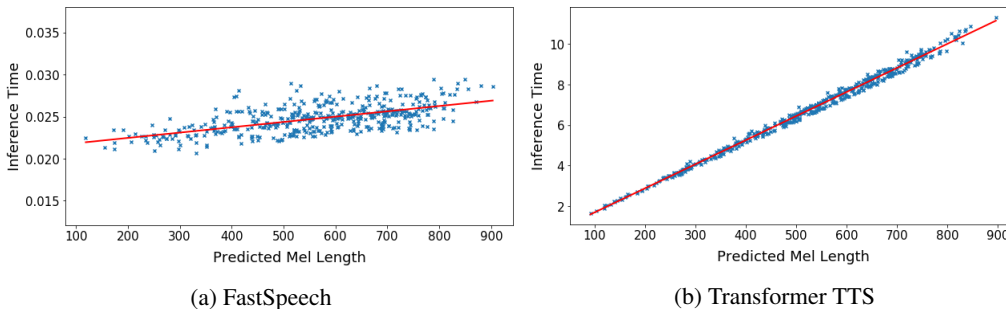 0.035
0.030
0.025
0.020
0.015
Inference Time
100 200 300 400 500 600 700 800 900
Predicted Mel Length
(a) FastSpeech
10
8
6
4
2
Inference Time
100 200 300 400 500 600 700 800 900
Predicted Mel Length
(b) Transformer TTS